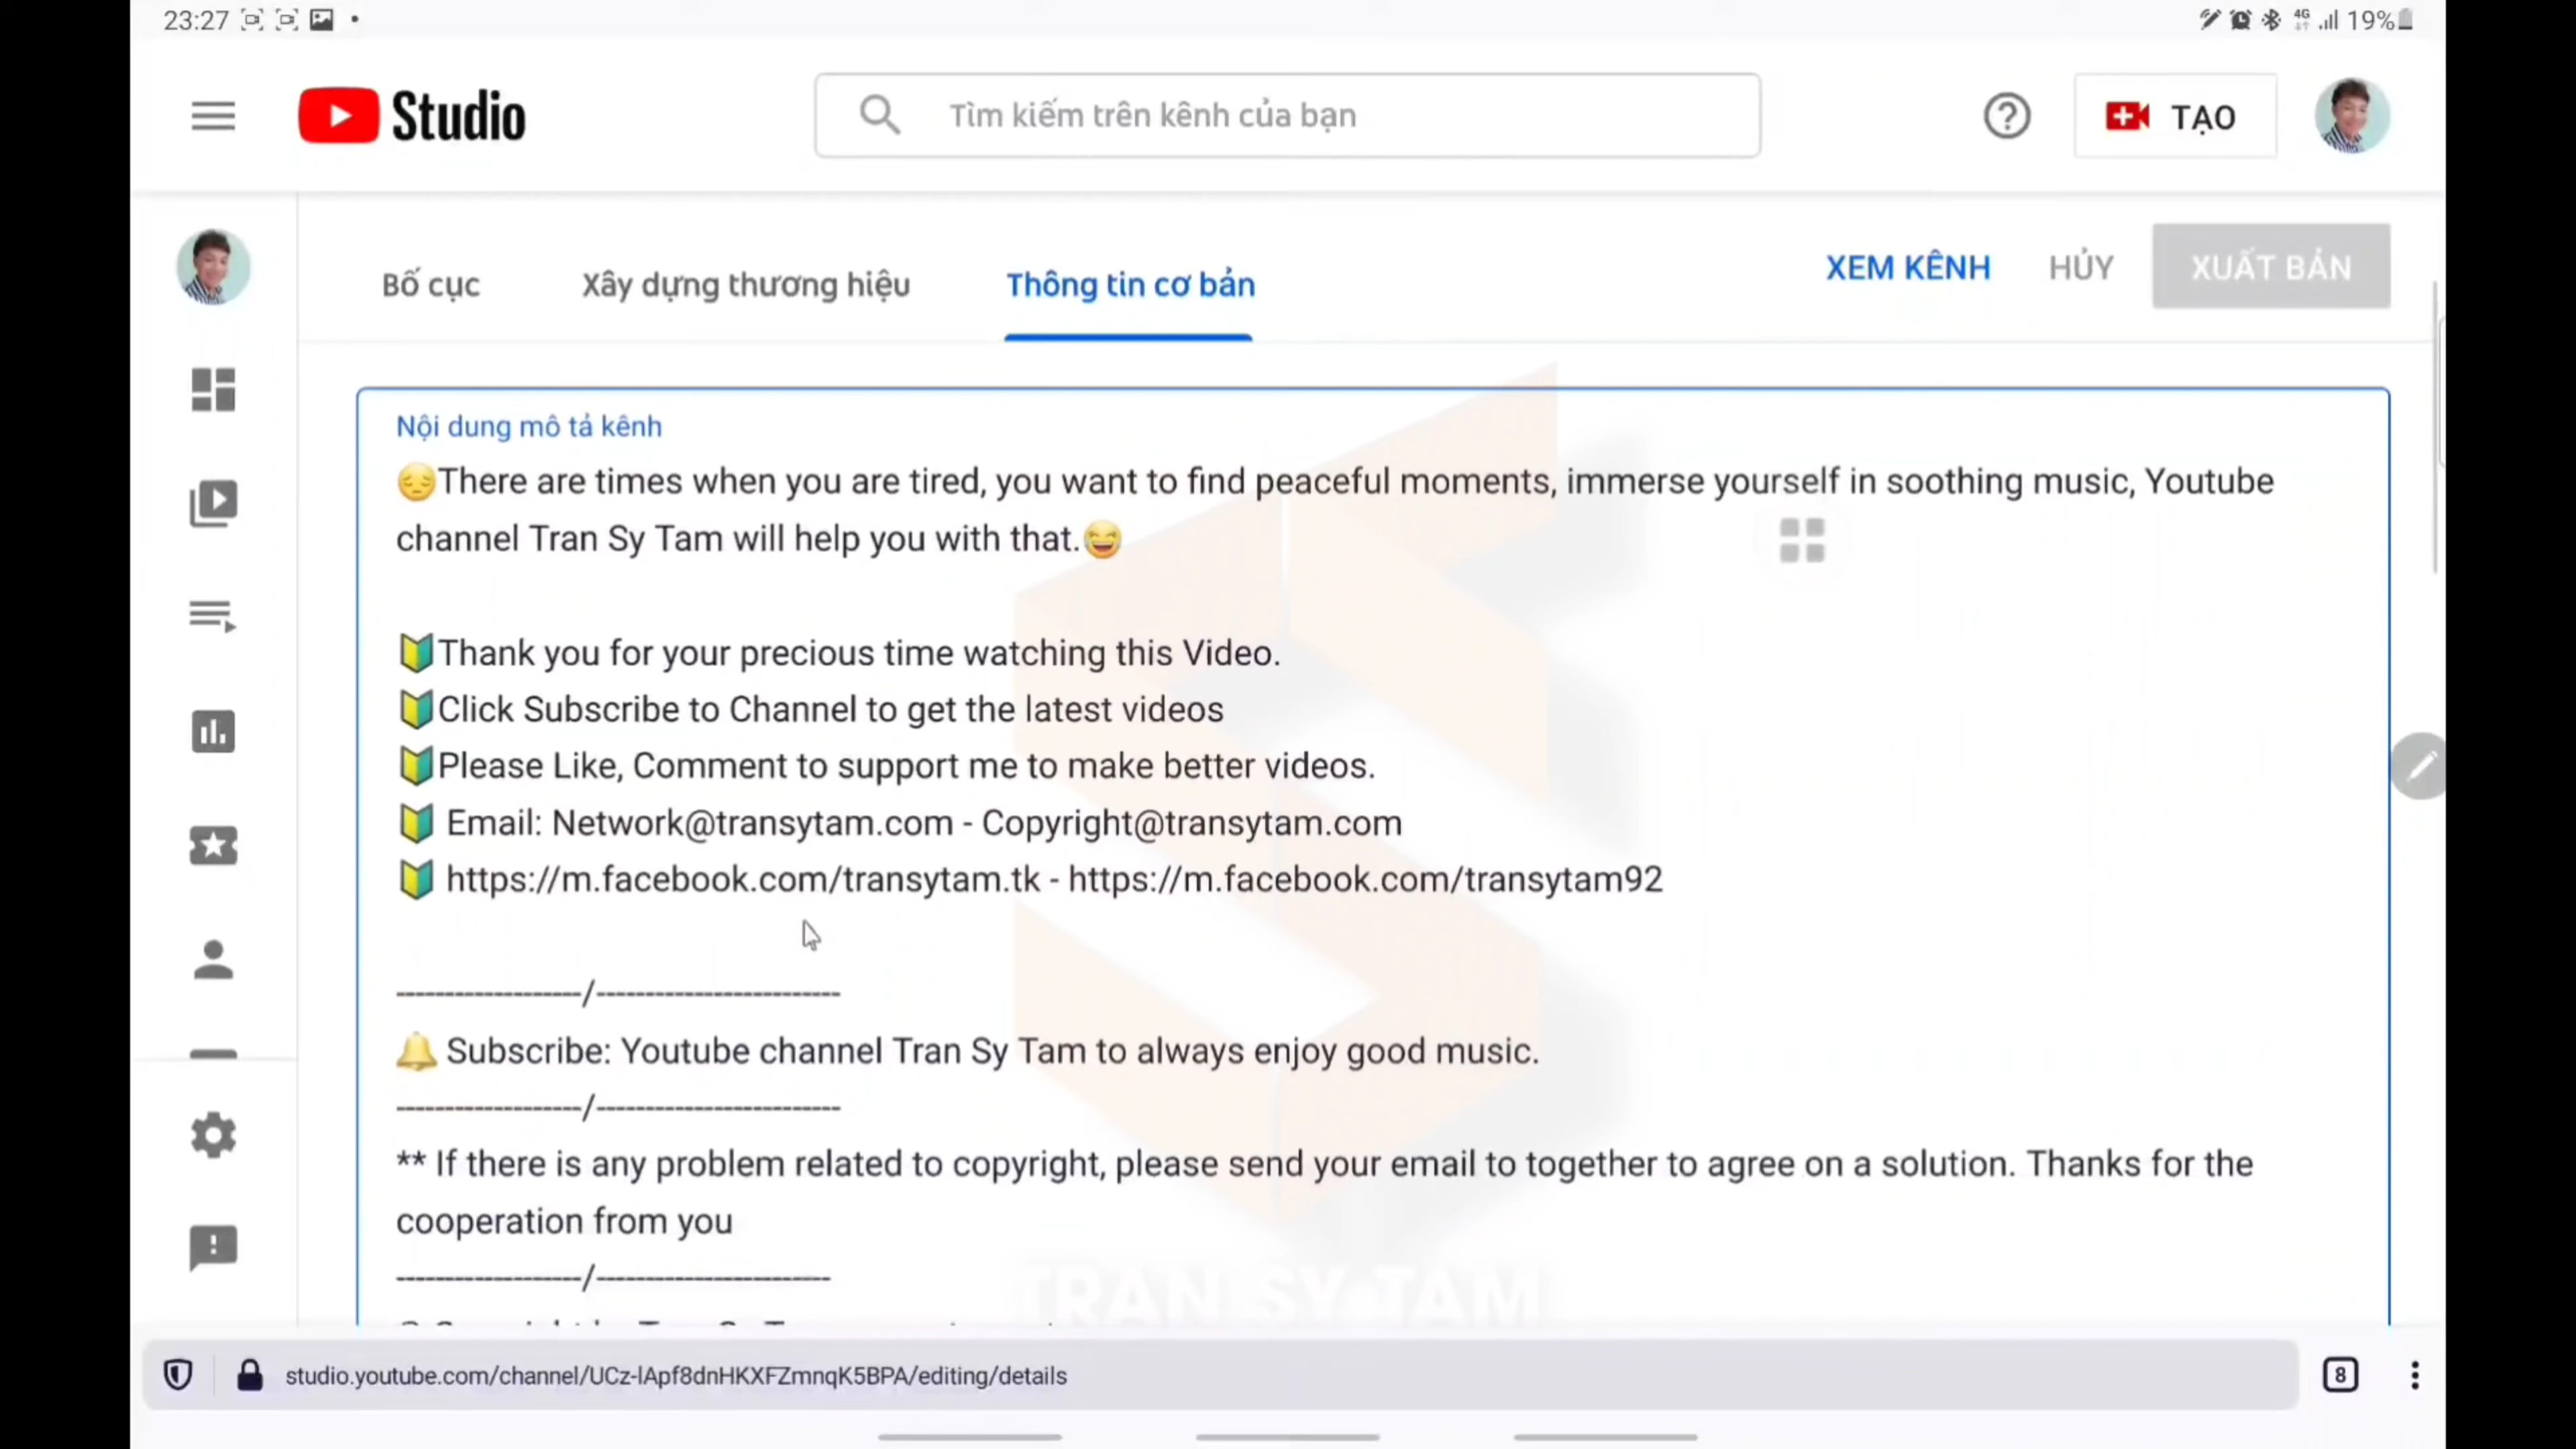 23:27
4G 19%
Studio
Tìm kiếm trên kênh của bạn
TẠO
Bố cục
Xây dựng thương hiệu
Thông tin cơ bản
XEM KÊNH
HỦY
XUẤT BẢN
Nội dung mô tả kênh
😔There are times when you are tired, you want to find peaceful moments, immerse yourself in soothing music, Youtube
channel Tran Sy Tam will help you with that.😄
🔰Thank you for your precious time watching this Video.
🔰Click Subscribe to Channel to get the latest videos
🔰Please Like, Comment to support me to make better videos.
🔰 Email: Network@transytam.com - Copyright@transytam.com
🔰 https://m.facebook.com/transytam.tk - https://m.facebook.com/transytam92
-------------------/-------------------------
🔔 Subscribe: Youtube channel Tran Sy Tam to always enjoy good music.
-------------------/-------------------------
** If there is any problem related to copyright, please send your email to together to agree on a solution. Thanks for the
cooperation from you
-------------------/------------------------
TRAN SY TAM
studio.youtube.com/channel/UCz-lApf8dnHKXFZmnqK5BPA/editing/details
8